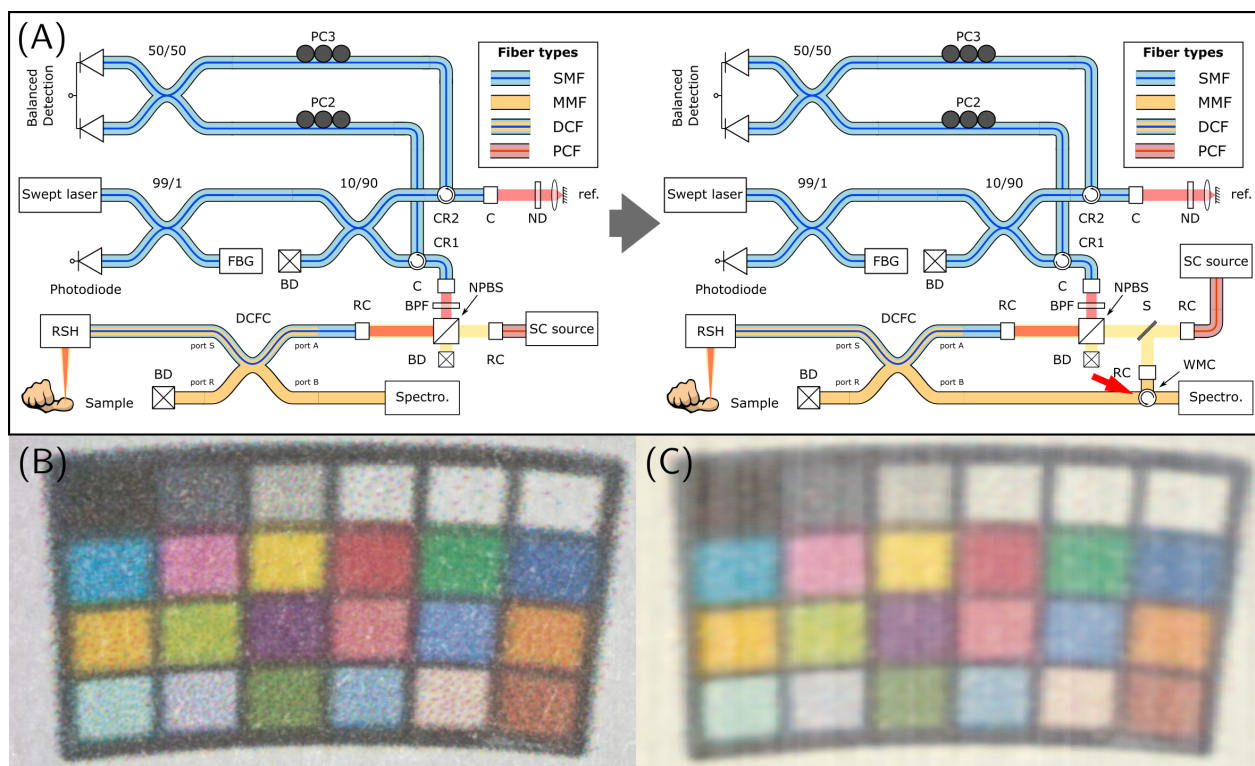 (A)
50/50
PC3
PC2
Balanced
Detection
Fiber types
SMF
MMF
DCF
PCF
Swept laser
99/1
10/90
CR2
C
ND
ref.
CR1
FBG
BD
Photodiode
C
BPF
NPBS
RSH
DCFC
RC
SC source
port S
port A
BD
RC
BD
port R
port B
Sample
Spectro.
50/50
PC3
PC2
Balanced
Detection
Fiber types
SMF
MMF
DCF
PCF
Swept laser
99/1
10/90
CR2
C
ND
ref.
CR1
FBG
BD
Photodiode
SC source
C
BPF
NPBS
S
RC
RSH
DCFC
RC
port S
port A
BD
RC
WMC
BD
port R
port B
Sample
Spectro.
(B)
(C)